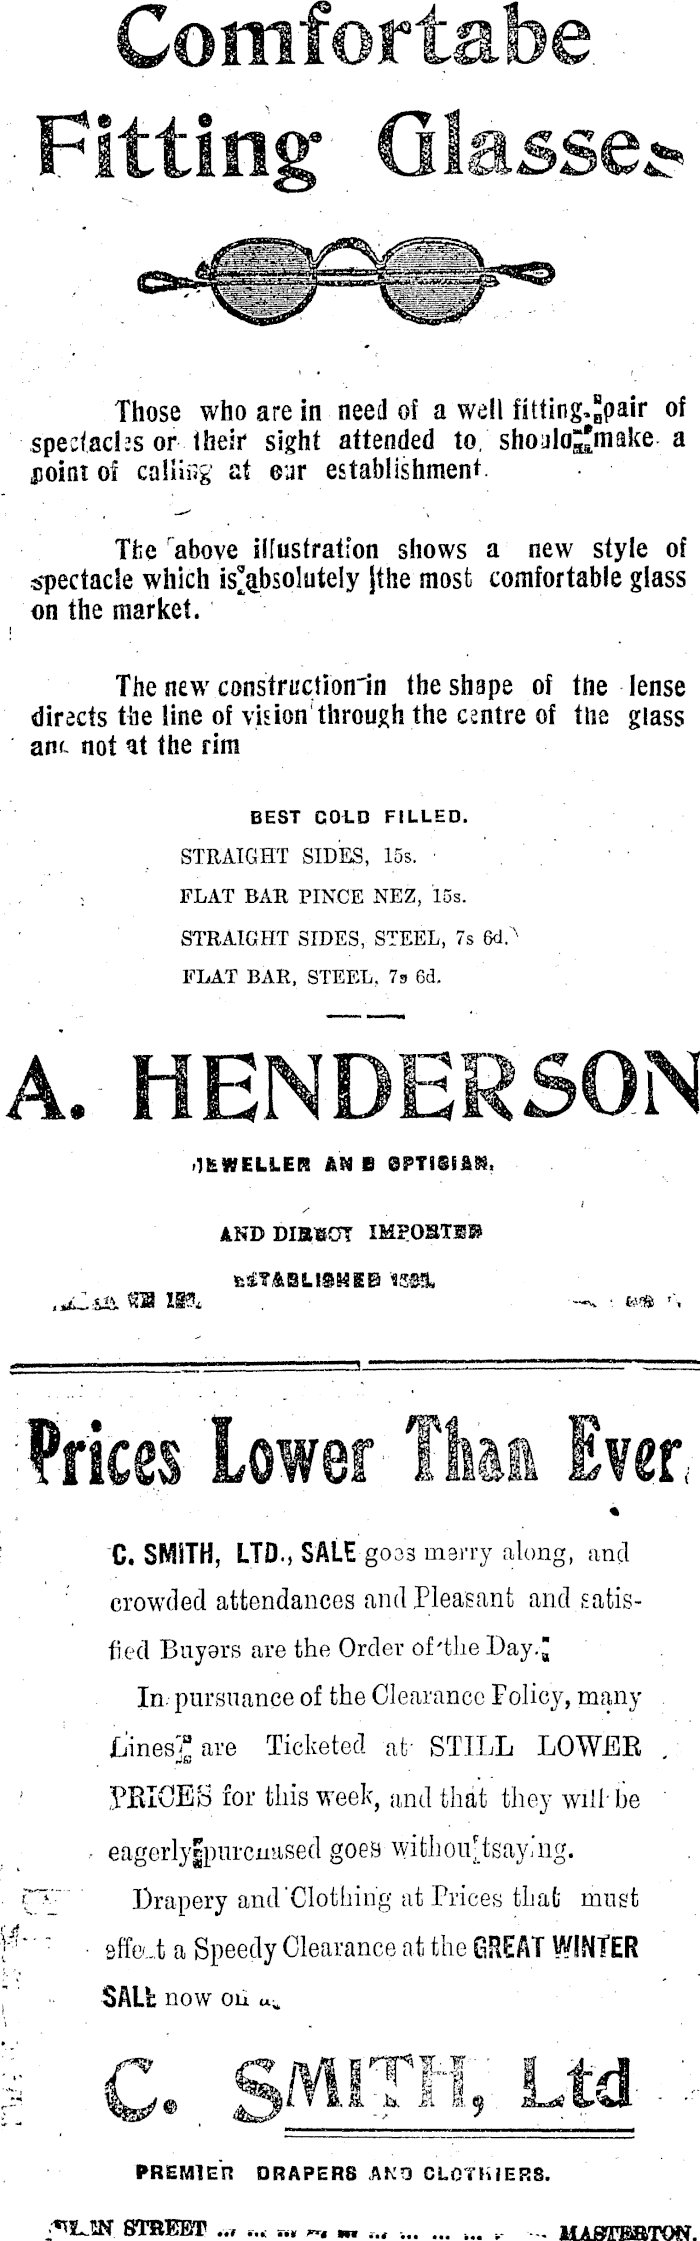 Comfortabe
Fitting Glasses
Those who are in need of a well fitting pair of
spectacles or their sight attended to, should make a
point of calling at our establishment.
The above illustration shows a new style of
spectacle which is absolutely the most comfortable glass
on the market.
The new construction in the shape of the lense
directs the line of vision through the centre of the glass
and not at the rim
BEST GOLD FILLED.
STRAIGHT SIDES, 15s.
FLAT BAR PINCE NEZ, 15s.
STRAIGHT SIDES, STEEL, 7s 6d.
FLAT BAR, STEEL, 7s 6d.
A. HENDERSON
JEWELLER AND OPTISIAN.
AND DIRECT IMPORTER
ESTABLISHED
Prices Lower Than Ever
C. SMITH, LTD., SALE goes merry along, and
crowded attendances and Pleasant and satis-
fied Buyers are the Order of the Day.
In pursuance of the Clearance Policy, many
Lines are Ticketed at STILL LOWER
PRICES for this week, and that they will be
eagerly purchased goes without saying.
Drapery and Clothing at Prices that must
effect a Speedy Clearance at the GREAT WINTER
SALE now on
C. SMITH, Ltd
PREMIER DRAPERS AND CLOTHIERS.
STREET ... MASTERTON.